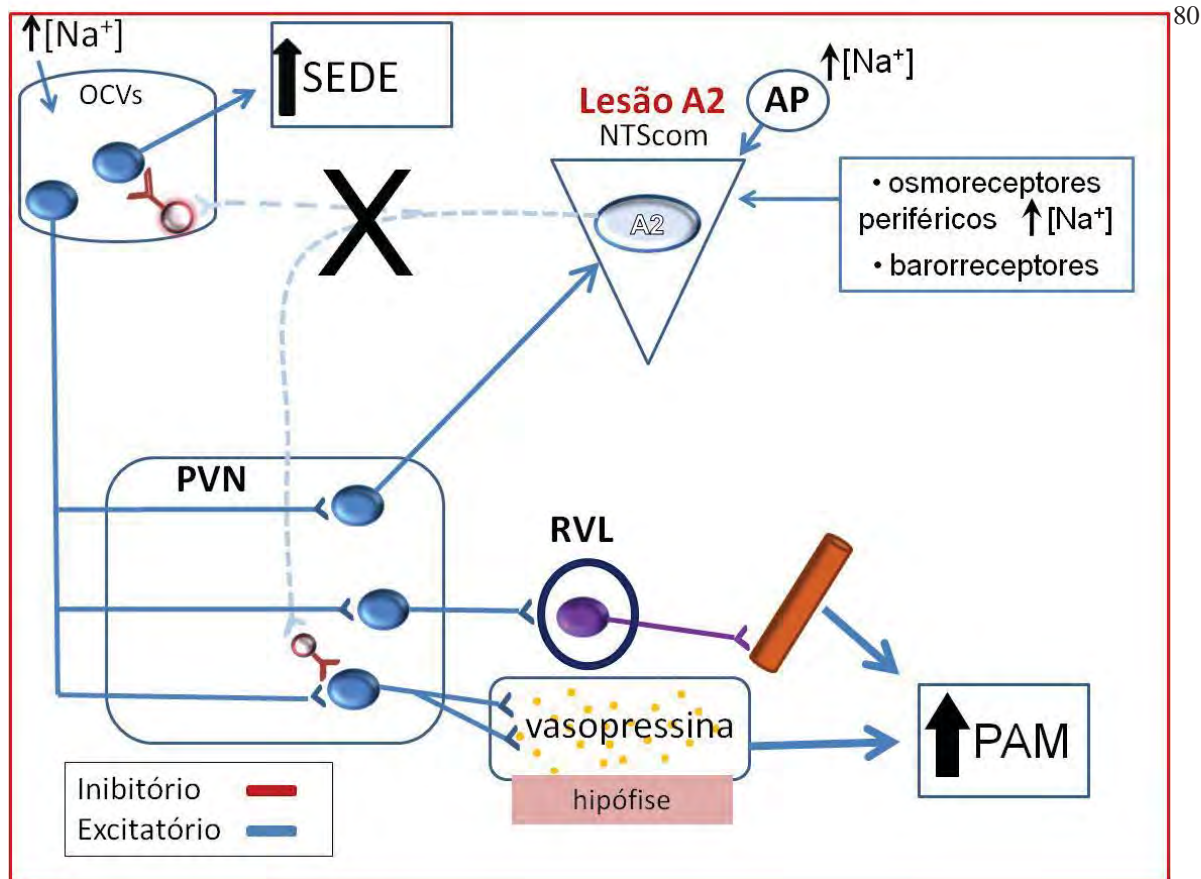 80
↑[Na⁺]
OCVs
SEDE
Lesão A2
NTScom
AP
↑[Na⁺]
• osmoreceptores
periféricos ↑[Na⁺]
• barorreceptores
A2
X
PVN
RVL
vasopressina
hipófise
PAM
Inibitório
Excitatório